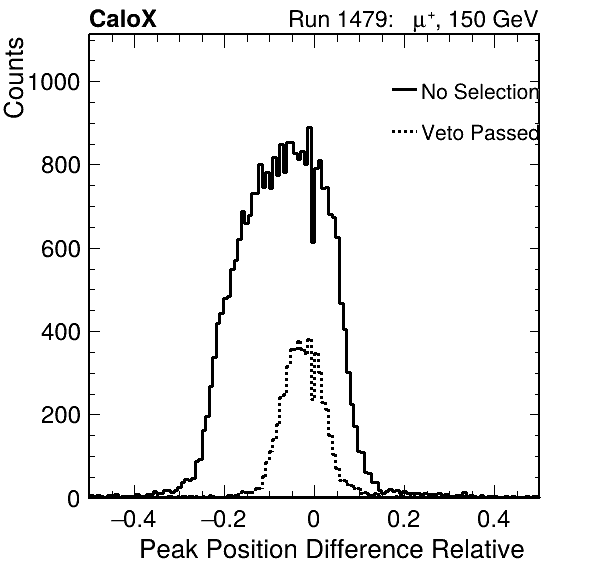 CaloX Run 1479: μ⁺, 150 GeV
Counts
1000
800
600
400
200
0
No Selection
Veto Passed
−0.4 −0.2 0 0.2 0.4
Peak Position Difference Relative